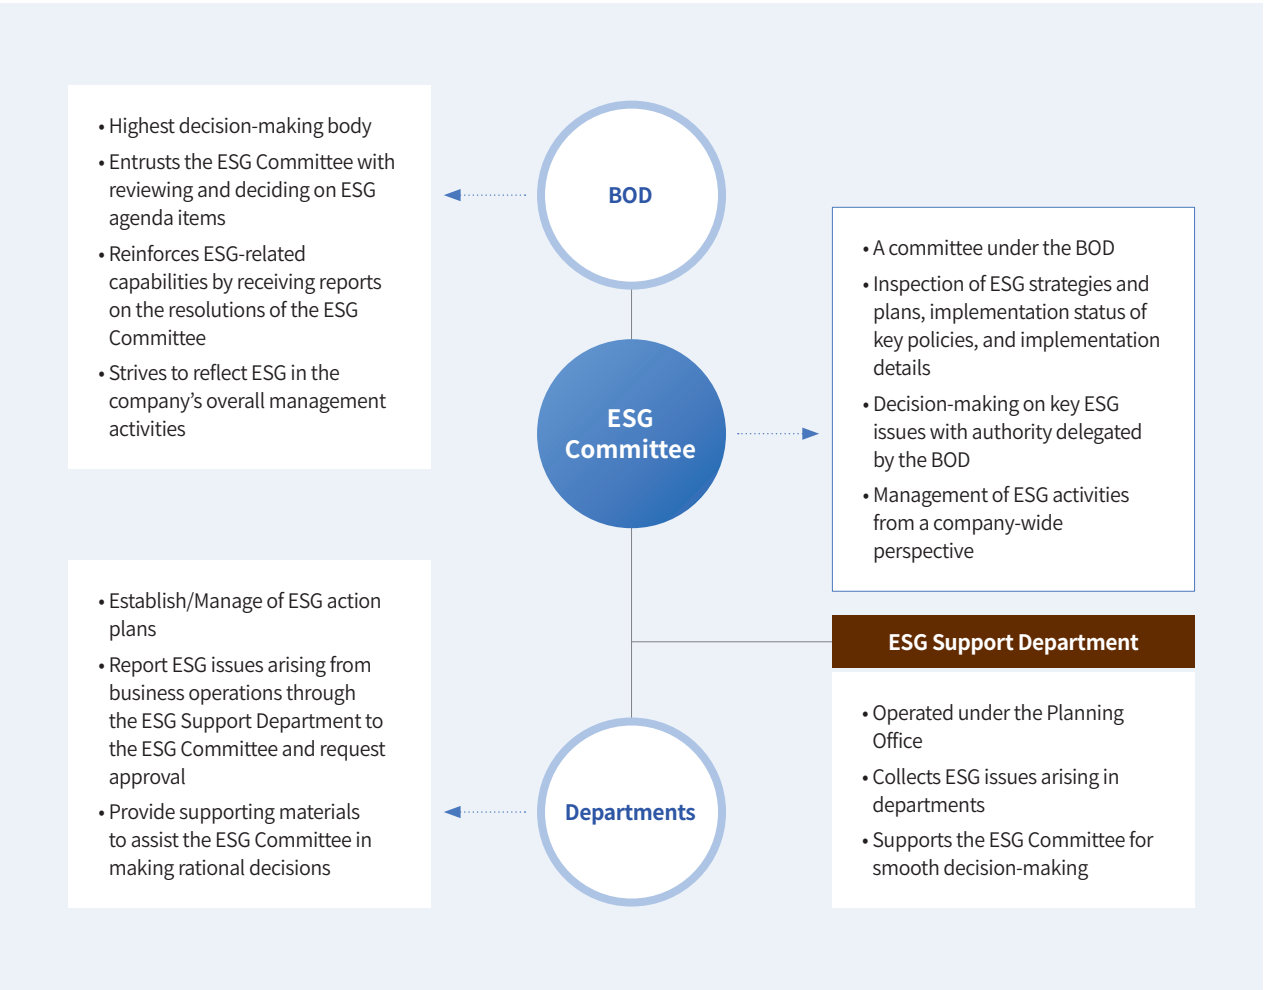 • Highest decision-making body
• Entrusts the ESG Committee with
reviewing and deciding on ESG
agenda items
• Reinforces ESG-related
capabilities by receiving reports
on the resolutions of the ESG
Committee
• Strives to reflect ESG in the
company’s overall management
activities
BOD
ESG
Committee
• A committee under the BOD
• Inspection of ESG strategies and
plans, implementation status of
key policies, and implementation
details
• Decision-making on key ESG
issues with authority delegated
by the BOD
• Management of ESG activities
from a company-wide
perspective
• Establish/Manage of ESG action
plans
• Report ESG issues arising from
business operations through
the ESG Support Department to
the ESG Committee and request
approval
• Provide supporting materials
to assist the ESG Committee in
making rational decisions
Departments
ESG Support Department
• Operated under the Planning
Office
• Collects ESG issues arising in
departments
• Supports the ESG Committee for
smooth decision-making